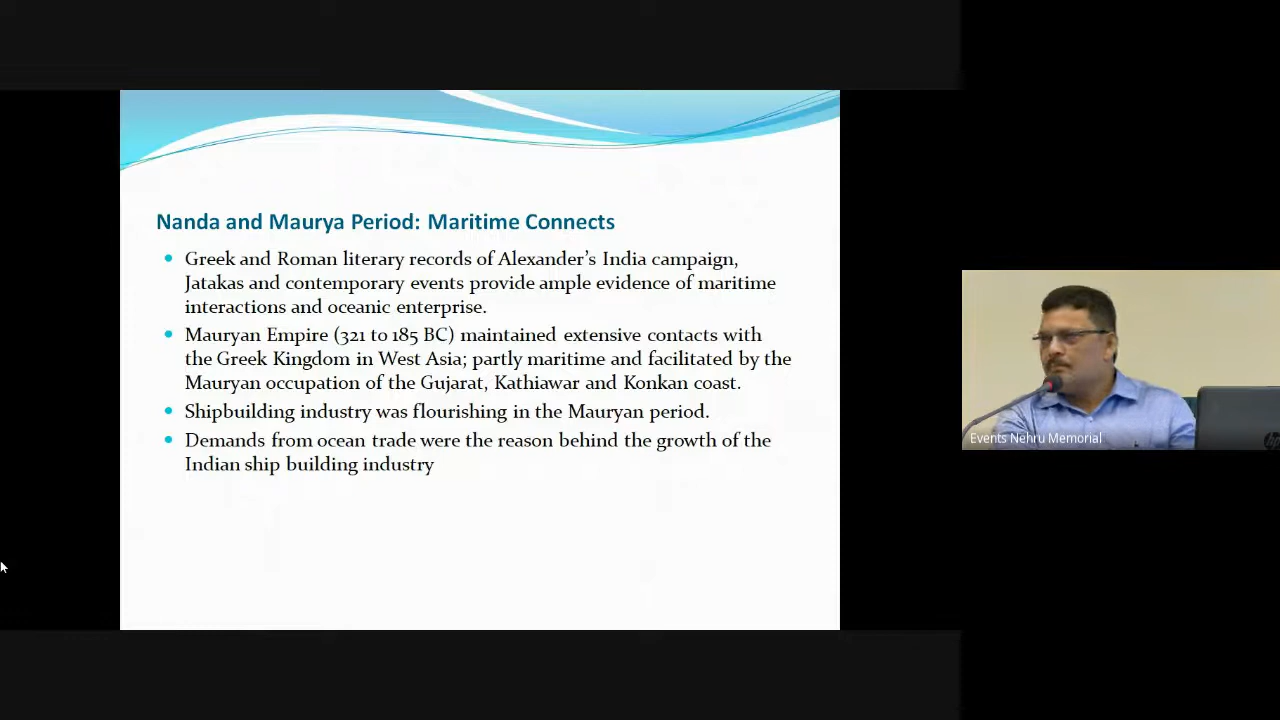 Nanda and Maurya Period: Maritime Connects
Greek and Roman literary records of Alexander’s India campaign,
Jatakas and contemporary events provide ample evidence of maritime
interactions and oceanic enterprise.
Mauryan Empire (321 to 185 BC) maintained extensive contacts with
the Greek Kingdom in West Asia; partly maritime and facilitated by the
Mauryan occupation of the Gujarat, Kathiawar and Konkan coast.
Shipbuilding industry was flourishing in the Mauryan period.
Demands from ocean trade were the reason behind the growth of the
Indian ship building industry
Events Nehru Memorial
hp